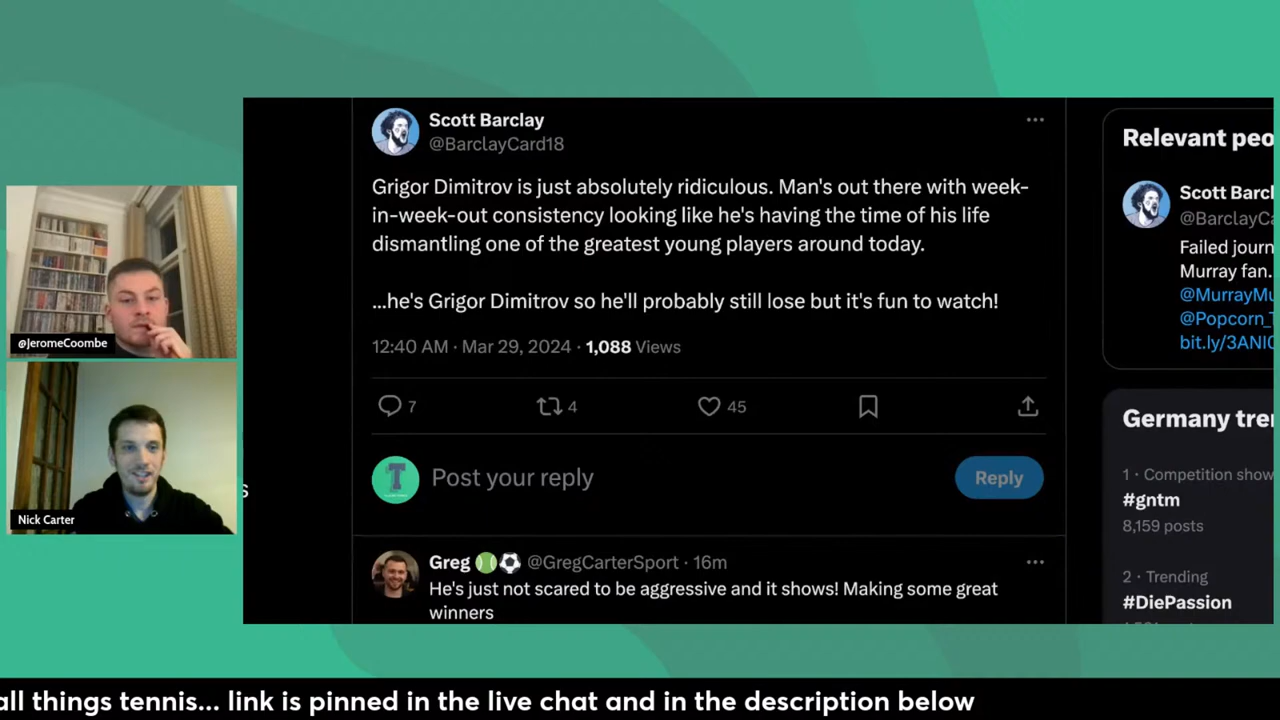 Scott Barclay
@BarclayCard18
Grigor Dimitrov is just absolutely ridiculous. Man's out there with week-
in-week-out consistency looking like he's having the time of his life
dismantling one of the greatest young players around today.
...he's Grigor Dimitrov so he'll probably still lose but it's fun to watch!
12:40 AM · Mar 29, 2024 · 1,088 Views
7
4
45
Post your reply
Reply
Greg @GregCarterSport · 16m
He's just not scared to be aggressive and it shows! Making some great
winners
Relevant peo
Scott Barcl
@BarclayCa
Failed journ
Murray fan.
@MurrayMu
@Popcorn_T
bit.ly/3ANI
Germany tre
1 · Competition show
#gntm
8,159 posts
2 · Trending
#DiePassion
@JeromeCoombe
Nick Carter
s
all things tennis... link is pinned in the live chat and in the description below